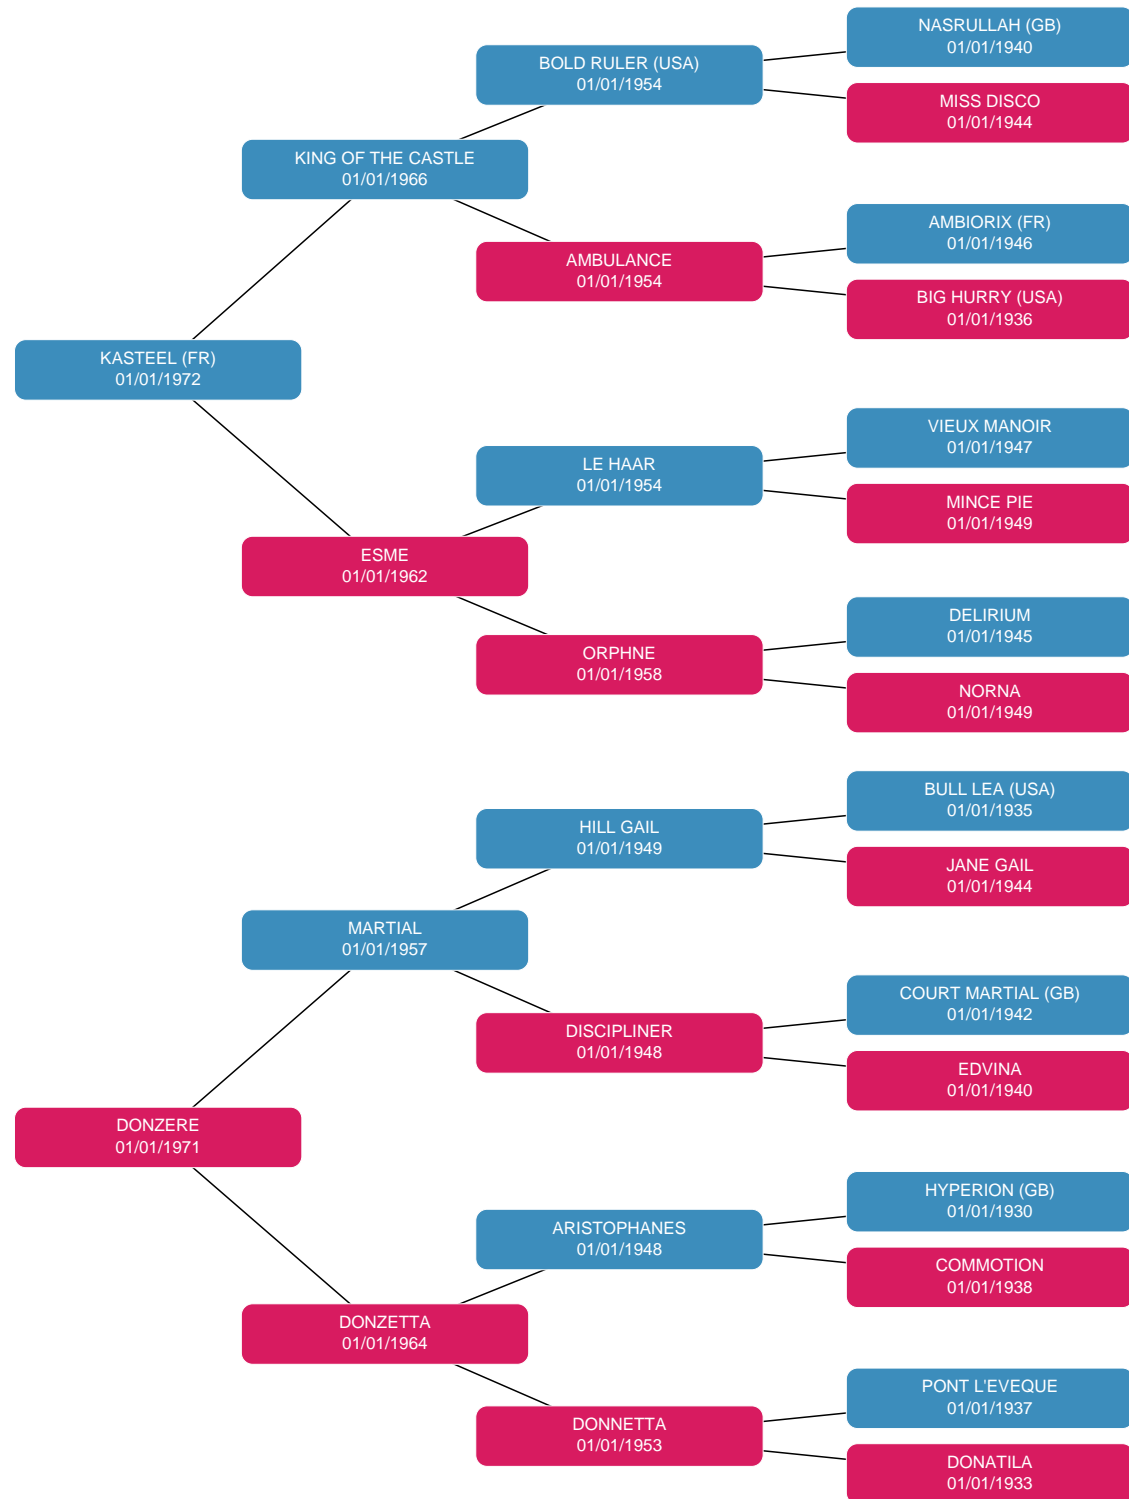 NASRULLAH (GB)
01/01/1940
BOLD RULER (USA)
01/01/1954
MISS DISCO
01/01/1944
KING OF THE CASTLE
01/01/1966
AMBIORIX (FR)
01/01/1946
AMBULANCE
01/01/1954
BIG HURRY (USA)
01/01/1936
KASTEEL (FR)
01/01/1972
VIEUX MANOIR
01/01/1947
LE HAAR
01/01/1954
MINCE PIE
01/01/1949
ESME
01/01/1962
DELIRIUM
01/01/1945
ORPHNE
01/01/1958
NORNA
01/01/1949
BULL LEA (USA)
01/01/1935
HILL GAIL
01/01/1949
JANE GAIL
01/01/1944
MARTIAL
01/01/1957
COURT MARTIAL (GB)
01/01/1942
DISCIPLINER
01/01/1948
EDVINA
01/01/1940
DONZERE
01/01/1971
HYPERION (GB)
01/01/1930
ARISTOPHANES
01/01/1948
COMMOTION
01/01/1938
DONZETTA
01/01/1964
PONT L'EVEQUE
01/01/1937
DONNETTA
01/01/1953
DONATILA
01/01/1933